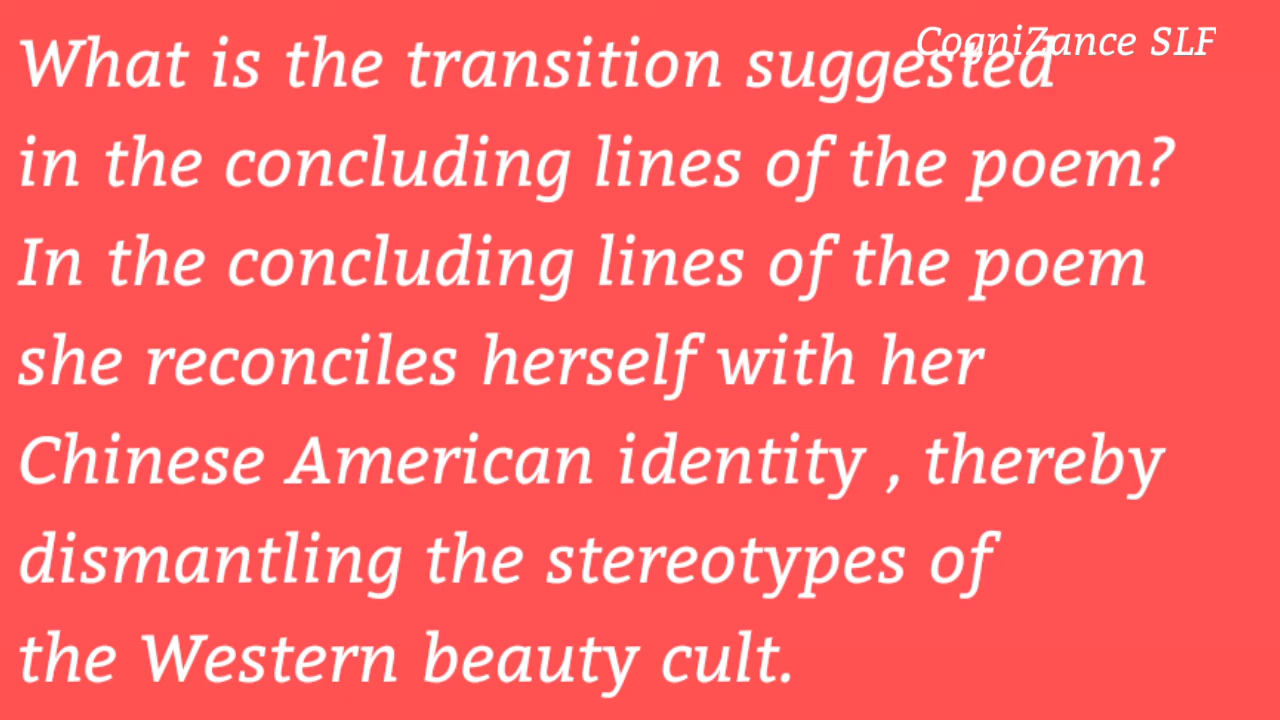 CogniZance SLF
What is the transition suggested
in the concluding lines of the poem?
In the concluding lines of the poem
she reconciles herself with her
Chinese American identity , thereby
dismantling the stereotypes of
the Western beauty cult.